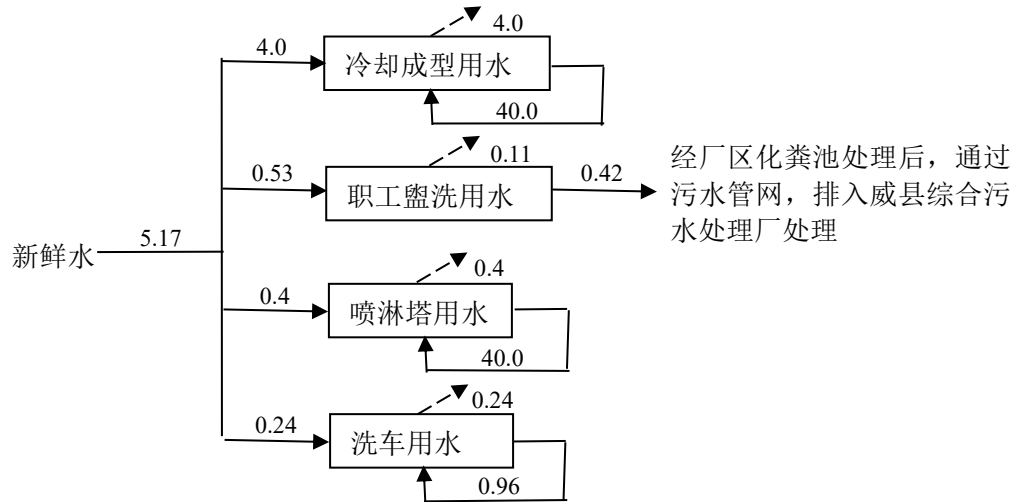 4.0
4.0
冷却成型用水
40.0
0.53
0.11
职工盥洗用水
0.42
经厂区化粪池处理后，通过
污水管网，排入威县综合污
水处理厂处理
新鲜水
5.17
0.4
0.4
喷淋塔用水
40.0
0.24
0.24
洗车用水
0.96